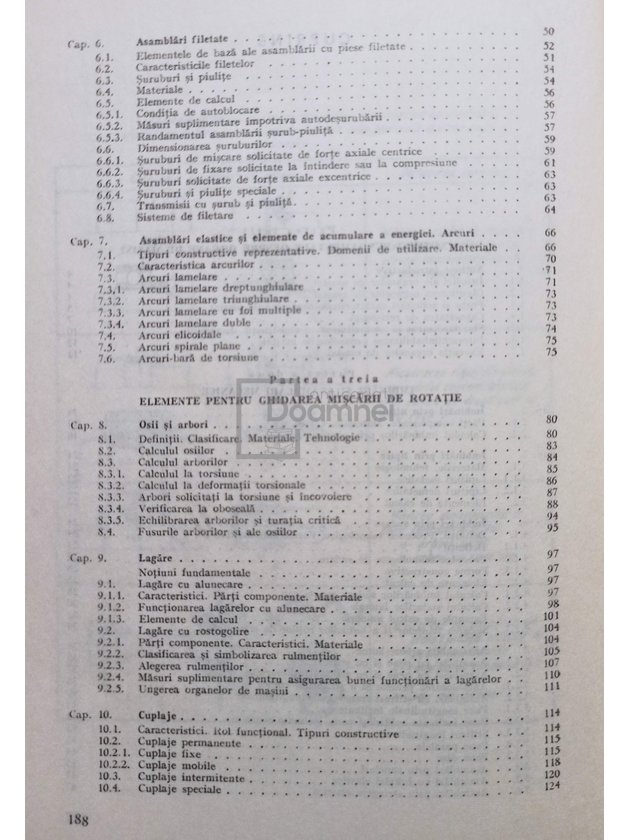 Cap. 6. Asamblări filetate 50
6.1. Elementele de bază ale asamblării cu piese filetate 52
6.2. Caracteristicile filetelor 51
6.3. Şuruburi şi piuliţe 54
6.4. Materiale 54
6.5. Elemente de calcul 56
6.5.1. Condiţia de autoblocare 56
6.5.2. Măsuri suplimentare împotriva autodeşurubării 57
6.5.3. Randamentul asamblării şurub-piuliţă 57
6.6. Dimensionarea şuruburilor 59
6.6.1. Şuruburi de mişcare solicitate de forţe axiale centrice 59
6.6.2. Şuruburi de fixare solicitate la întindere sau la compresiune 61
6.6.3. Şuruburi solicitate de forţe axiale excentrice 63
6.6.4. Şuruburi şi piuliţe speciale 63
6.7. Transmisii cu şurub şi piuliţă 63
6.8. Sisteme de filetare 64
Cap. 7. Asamblări elastice şi elemente de acumulare a energiei. Arcuri 66
7.1. Tipuri constructive reprezentative. Domenii de utilizare. Materiale 66
7.2. Caracteristica arcurilor 70
7.3. Arcuri lamelare 71
7.3.1. Arcuri lamelare dreptunghiulare 71
7.3.2. Arcuri lamelare triunghiulare 73
7.3.3. Arcuri lamelare cu foi multiple 73
7.3.4. Arcuri lamelare duble 73
7.4. Arcuri elicoidale 74
7.5. Arcuri spirale plane 75
7.6. Arcuri-bară de torsiune 75
Partea a treia
ELEMENTE PENTRU GHIDAREA MIŞCĂRII DE ROTAŢIE
Anticariatul
Doamnei
Cap. 8. Osii şi arbori 80
8.1. Definiţii. Clasificare. Materiale. Tehnologie 80
8.2. Calculul osiilor 83
8.3. Calculul arborilor 84
8.3.1. Calculul la torsiune 85
8.3.2. Calculul la deformaţii torsionale 86
8.3.3. Arbori solicitaţi la torsiune şi încovoiere 87
8.3.4. Verificarea la oboseală 88
8.3.5. Echilibrarea arborilor şi turaţia critică 94
8.4. Fusurile arborilor şi ale osiilor 95
Cap. 9. Lagăre 97
Noţiuni fundamentale 97
9.1. Lagăre cu alunecare 97
9.1.1. Caracteristici. Părţi componente. Materiale 97
9.1.2. Funcţionarea lagărelor cu alunecare 98
9.1.3. Elemente de calcul 101
9.2. Lagăre cu rostogolire 104
9.2.1. Părţi componente. Caracteristici. Materiale 104
9.2.2. Clasificarea şi simbolizarea rulmenţilor 105
9.2.3. Alegerea rulmenţilor 107
9.2.4. Măsuri suplimentare pentru asigurarea bunei funcţionări a lagărelor 110
9.2.5. Ungerea organelor de maşini 111
Cap. 10. Cuplaje 114
10.1. Caracteristici. Rol funcţional. Tipuri constructive 114
10.2. Cuplaje permanente 115
10.2.1. Cuplaje fixe 115
10.2.2. Cuplaje mobile 118
10.3. Cuplaje intermitente 120
10.4. Cuplaje speciale 124
188